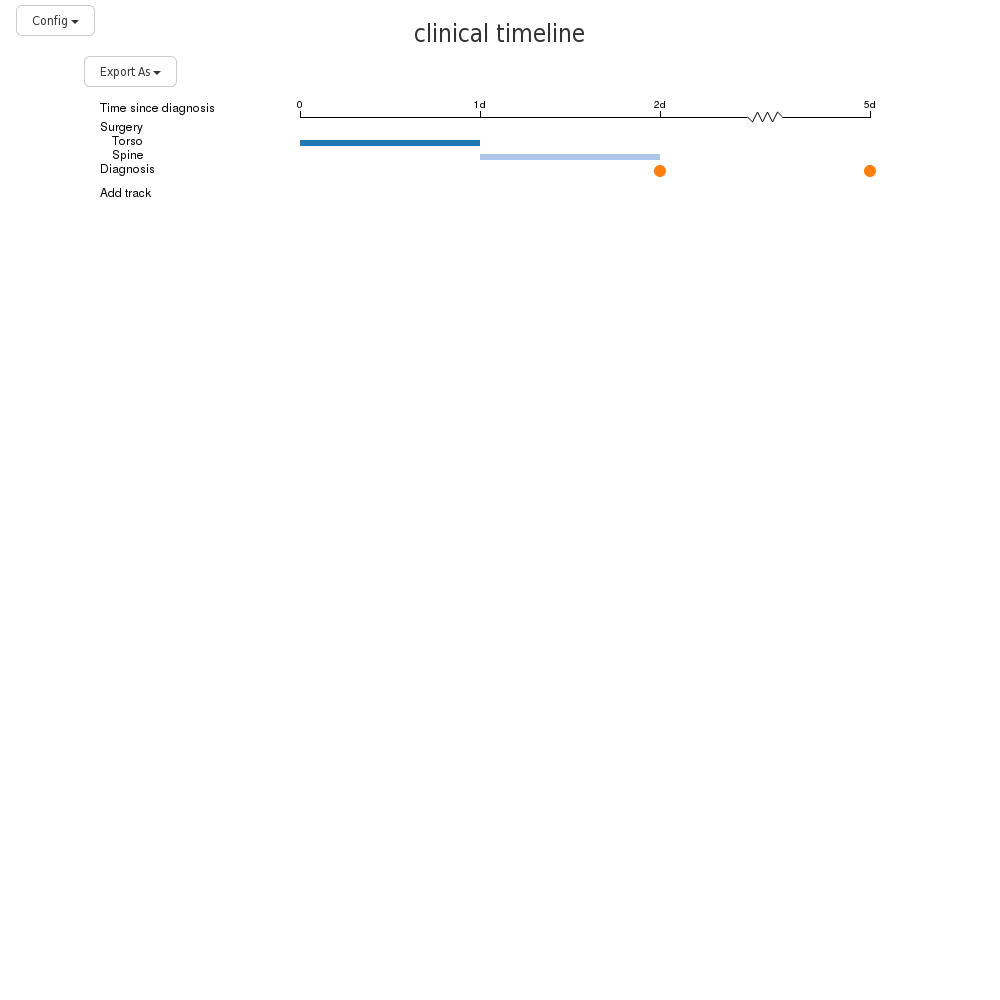 Config
clinical timeline
Export As
Time since diagnosis 0 1d 2d 5d
Surgery
Torso
Spine
Diagnosis
Add track